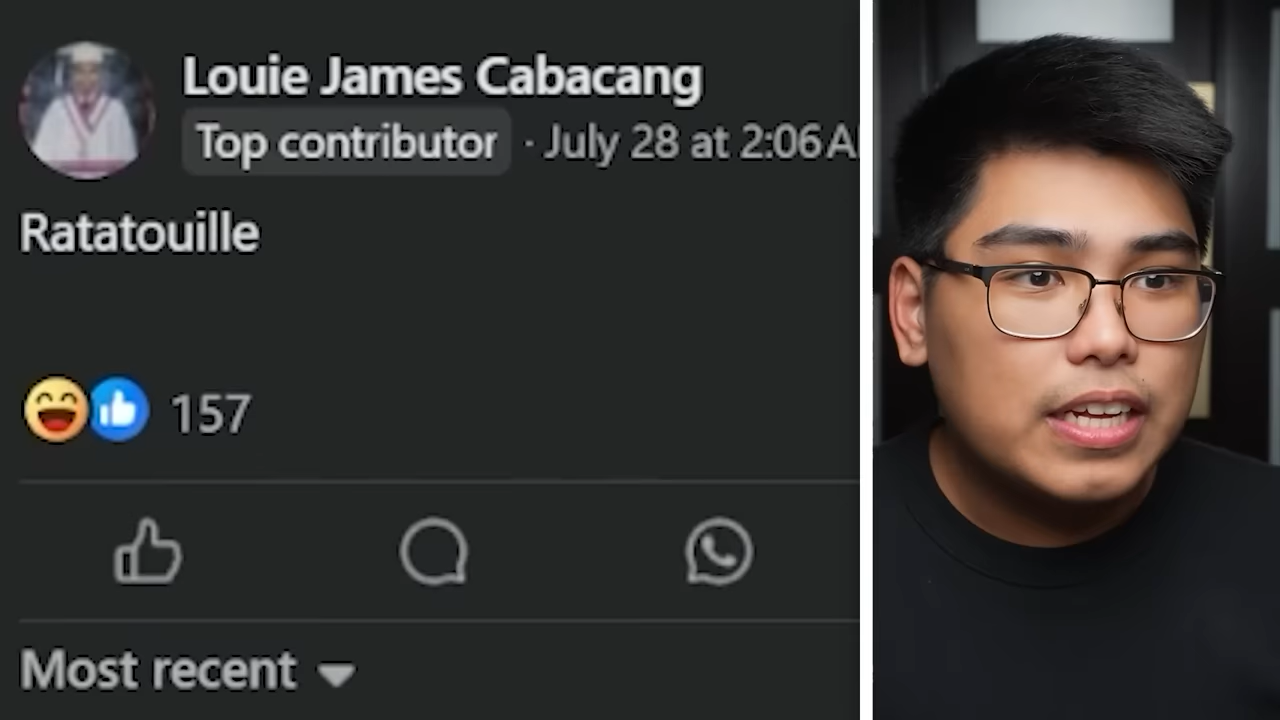 Louie James Cabacang
Top contributor · July 28 at 2:06 A
Ratatouille
157
Most recent